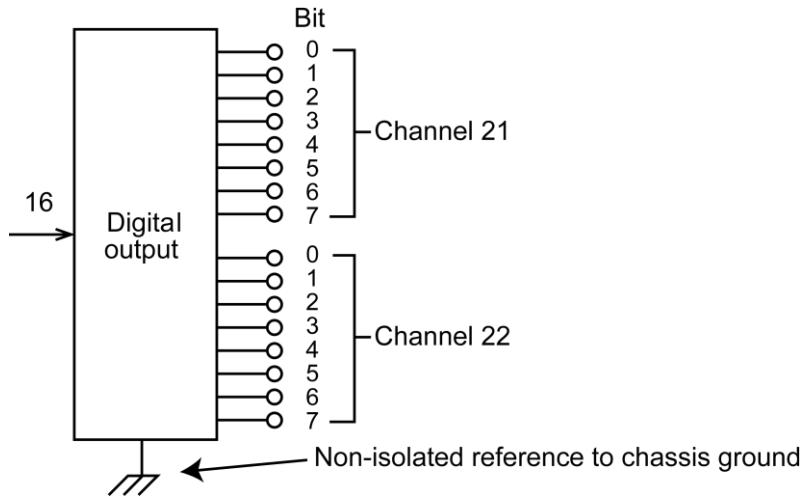 Bit
0
1
2
3
4
5
6
7
Channel 21
16
Digital
output
0
1
2
3
4
5
6
7
Channel 22
Non-isolated reference to chassis ground